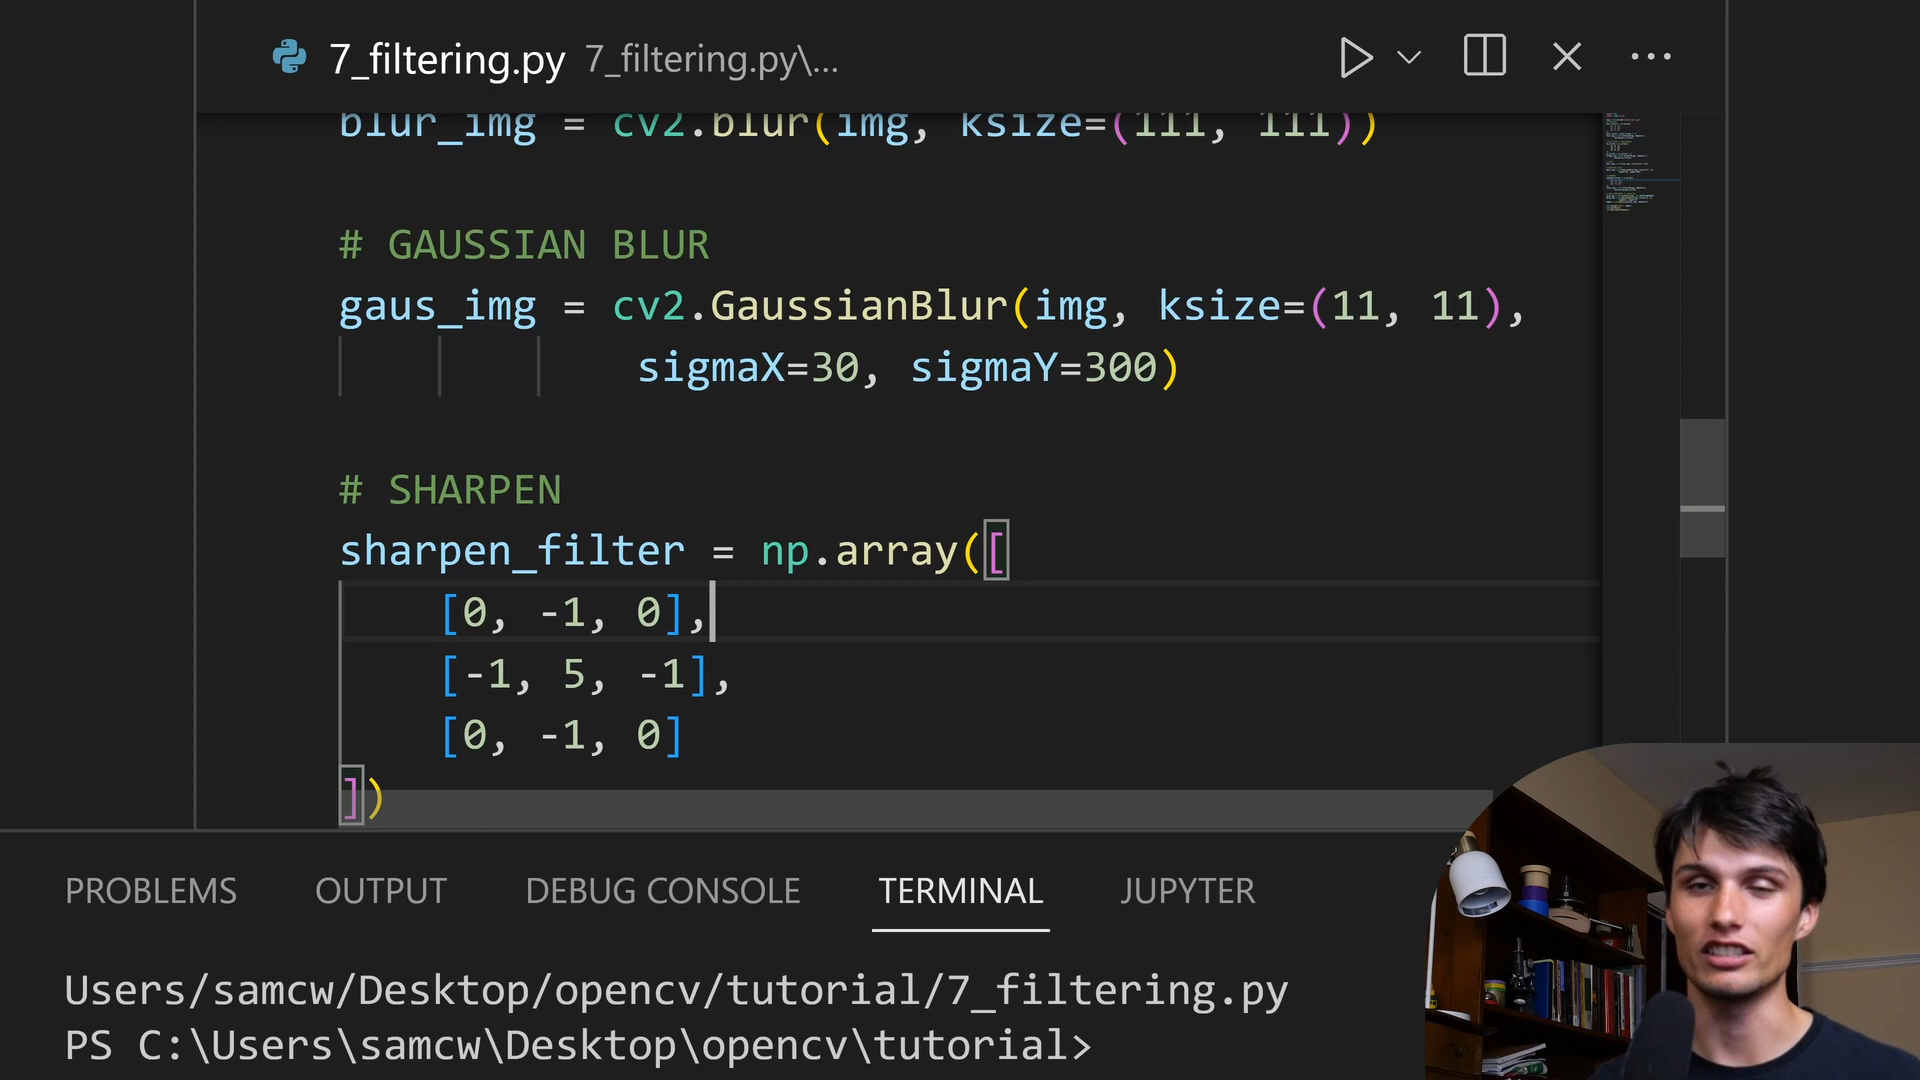 7_filtering.py 7_filtering.py\...
blur_img = cv2.blur(img, ksize=(111, 111))
# GAUSSIAN BLUR
gaus_img = cv2.GaussianBlur(img, ksize=(11, 11),
sigmaX=30, sigmaY=300)
# SHARPEN
sharpen_filter = np.array([
[0, -1, 0],
[-1, 5, -1],
[0, -1, 0]
])
PROBLEMS OUTPUT DEBUG CONSOLE TERMINAL JUPYTER
Users/samcw/Desktop/opencv/tutorial/7_filtering.py
PS C:\Users\samcw\Desktop\opencv\tutorial>